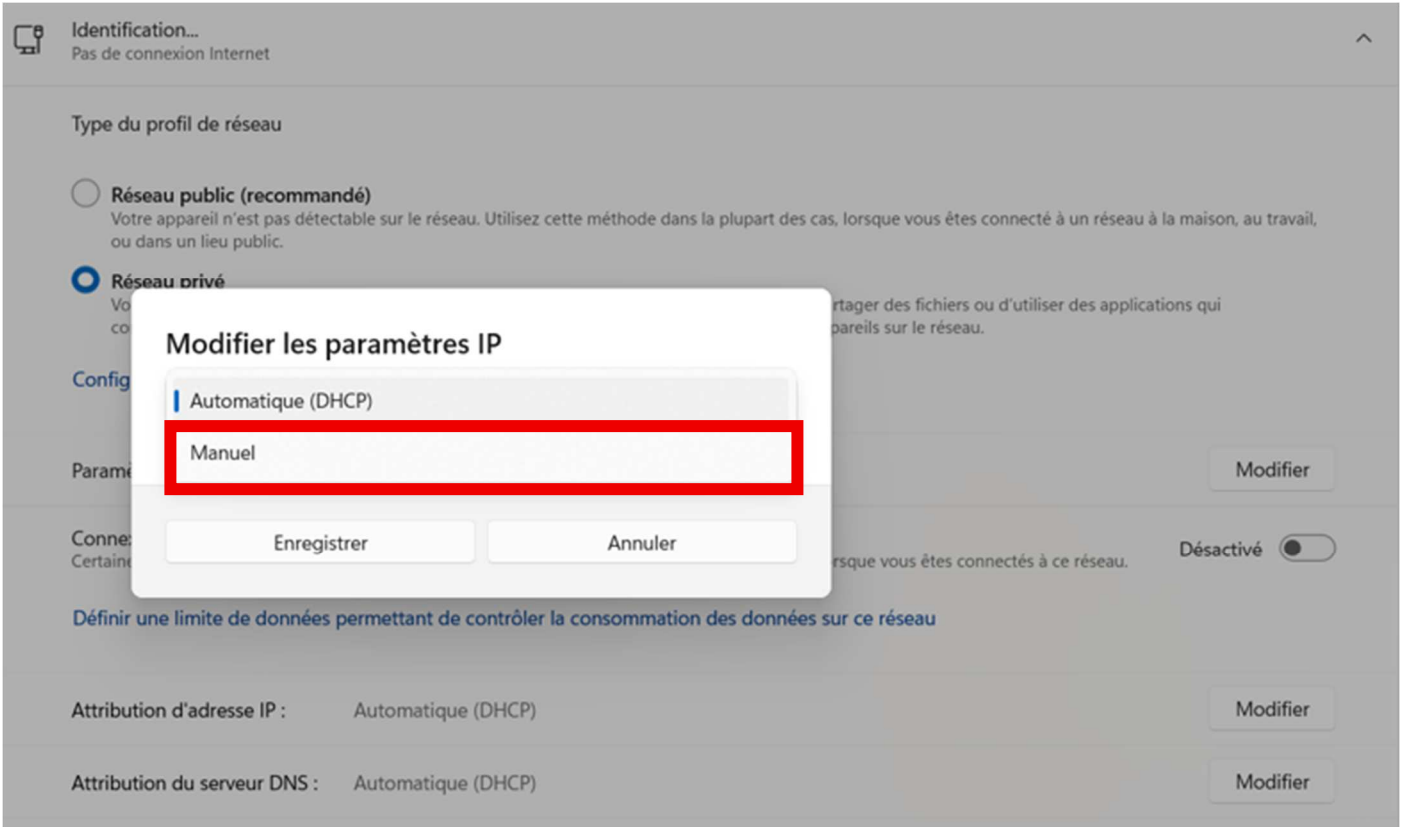 Identification...
Pas de connexion Internet
Type du profil de réseau
Réseau public (recommandé)
Votre appareil n'est pas détectable sur le réseau. Utilisez cette méthode dans la plupart des cas, lorsque vous êtes connecté à un réseau à la maison, au travail,
ou dans un lieu public.
Réseau privé
rtager des fichiers ou d'utiliser des applications qui
pareils sur le réseau.
Modifier les paramètres IP
Config
Automatique (DHCP)
Manuel
Paramè
Modifier
Enregistrer
Annuler
Connex
Désactivé
Certaine
rsque vous êtes connectés à ce réseau.
Définir une limite de données permettant de contrôler la consommation des données sur ce réseau
Attribution d'adresse IP : Automatique (DHCP) Modifier
Attribution du serveur DNS : Automatique (DHCP) Modifier